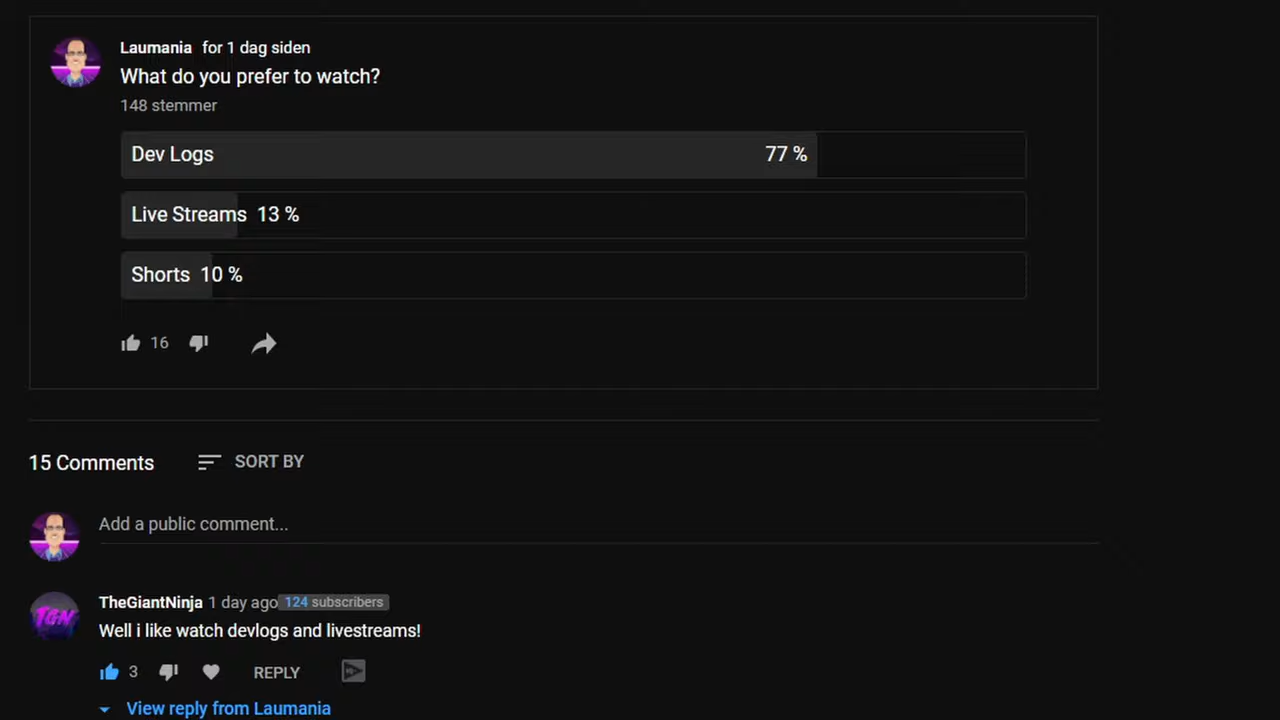 Laumania for 1 dag siden
What do you prefer to watch?
148 stemmer
Dev Logs 77 %
Live Streams 13 %
Shorts 10 %
16
15 Comments SORT BY
Add a public comment...
TheGiantNinja 1 day ago 124 subscribers
TGN
Well i like watch devlogs and livestreams!
3 REPLY
View reply from Laumania